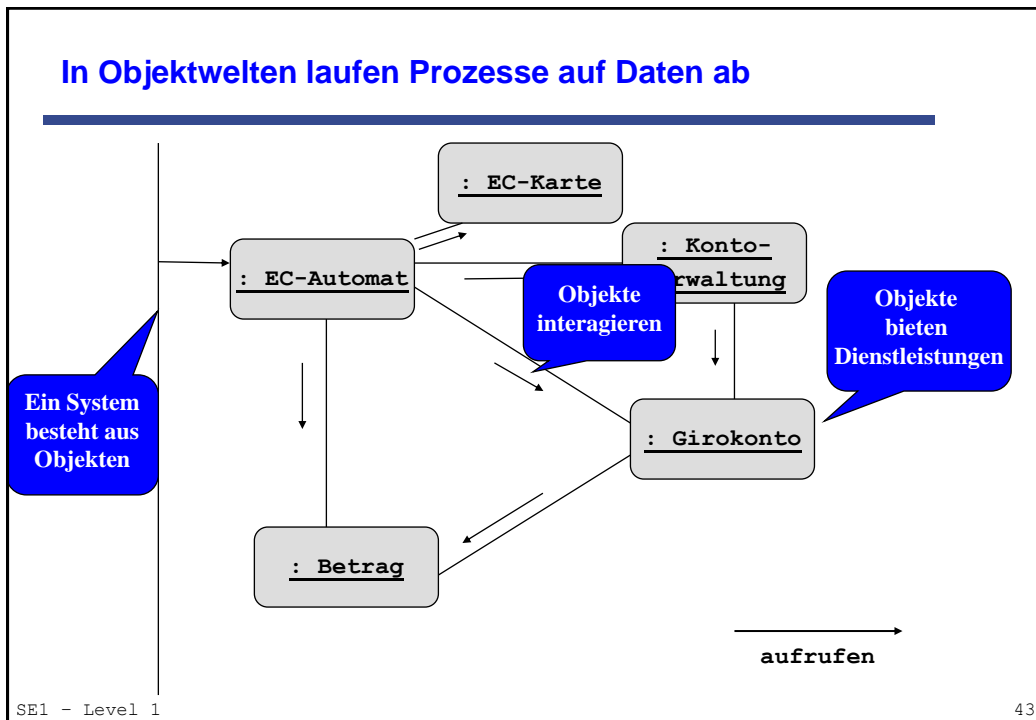 In Objektwelten laufen Prozesse auf Daten ab
: EC-Karte
: EC-Automat
: Konto-
rwaltung
Objekte
interagieren
Objekte
bieten
Dienstleistungen
Ein System
besteht aus
Objekten
: Girokonto
: Betrag
aufrufen
SE1 – Level 1
43